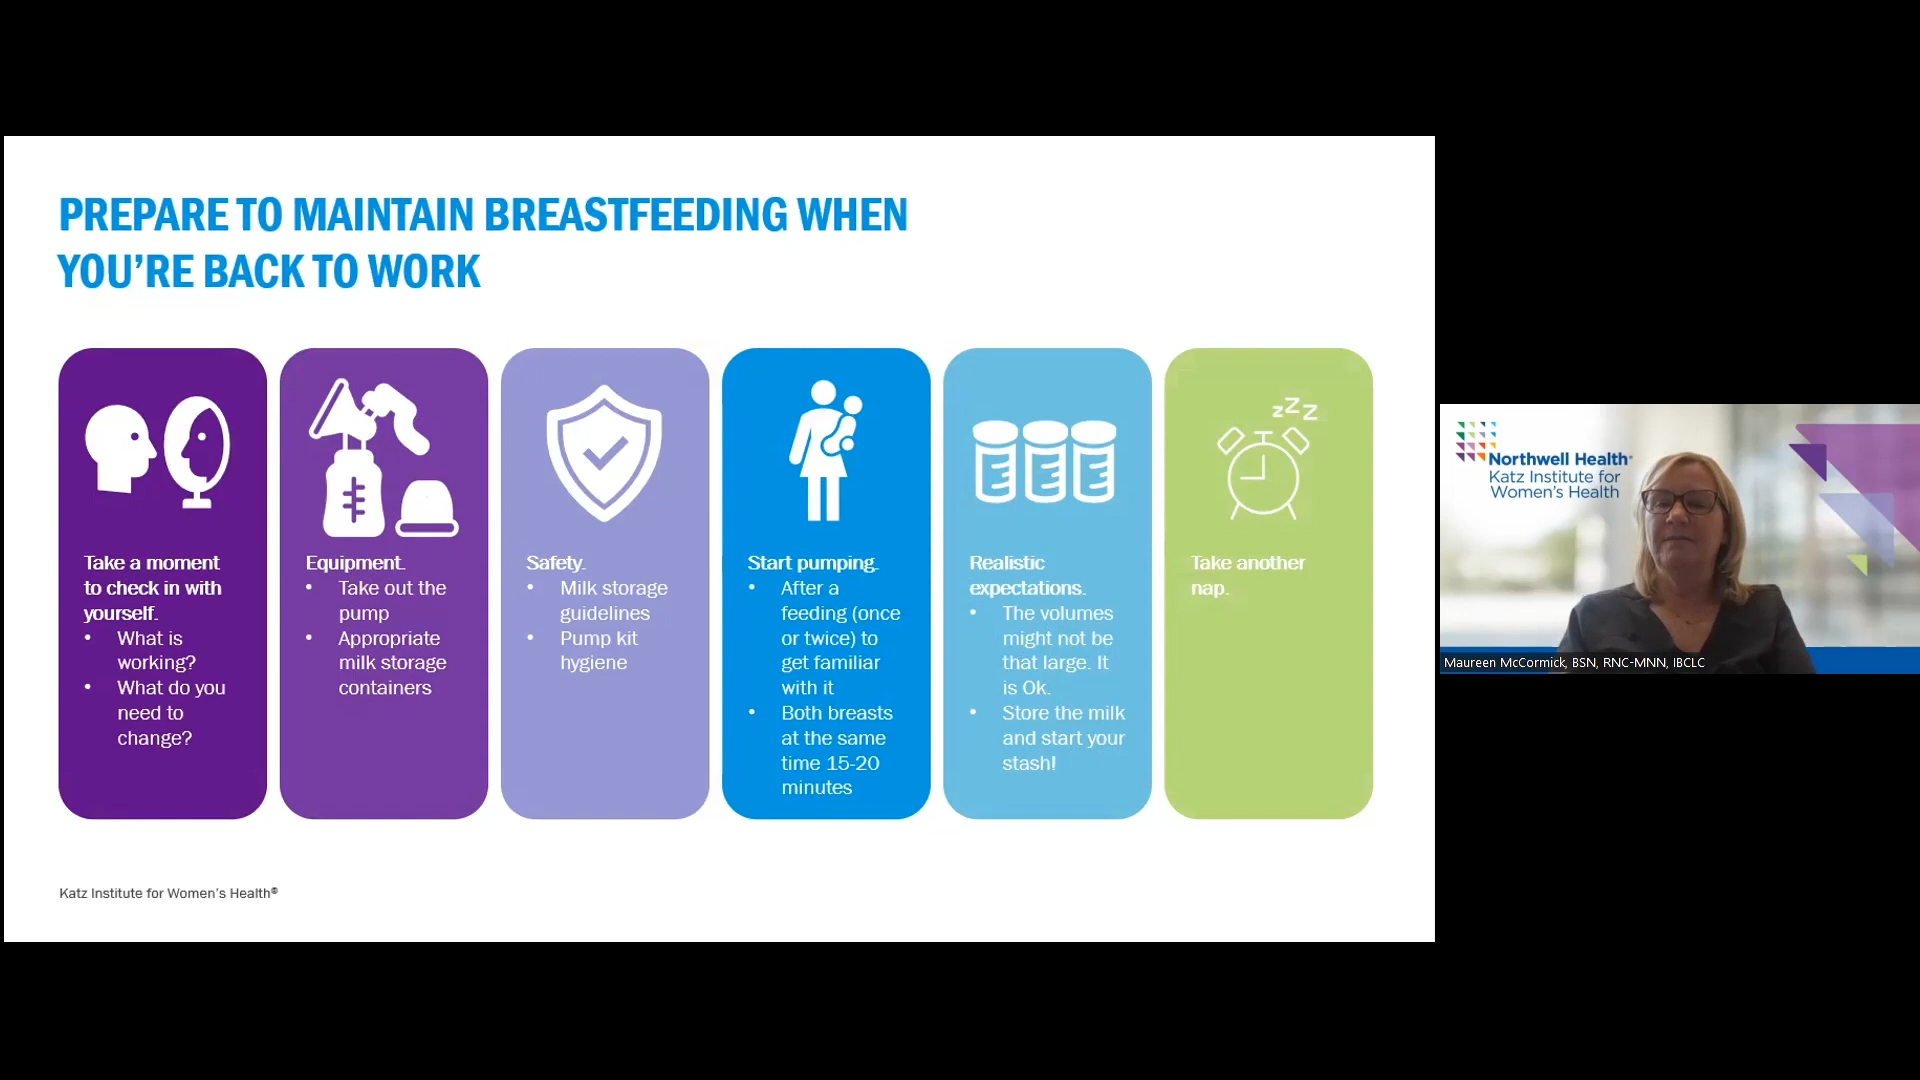 PREPARE TO MAINTAIN BREASTFEEDING WHEN
YOU'RE BACK TO WORK
Take a moment
to check in with
yourself.
• What is
working?
• What do you
need to
change?
Equipment.
• Take out the
pump
• Appropriate
milk storage
containers
Safety.
• Milk storage
guidelines
• Pump kit
hygiene
Start pumping.
• After a
feeding (once
or twice) to
get familiar
with it
• Both breasts
at the same
time 15-20
minutes
Realistic
expectations.
• The volumes
might not be
that large. It
is Ok.
• Store the milk
and start your
stash!
zZZ
Take another
nap.
Katz Institute for Women's Health®
Northwell Health®
Katz Institute for
Women's Health
Maureen McCormick, BSN, RNC-MNN, IBCLC